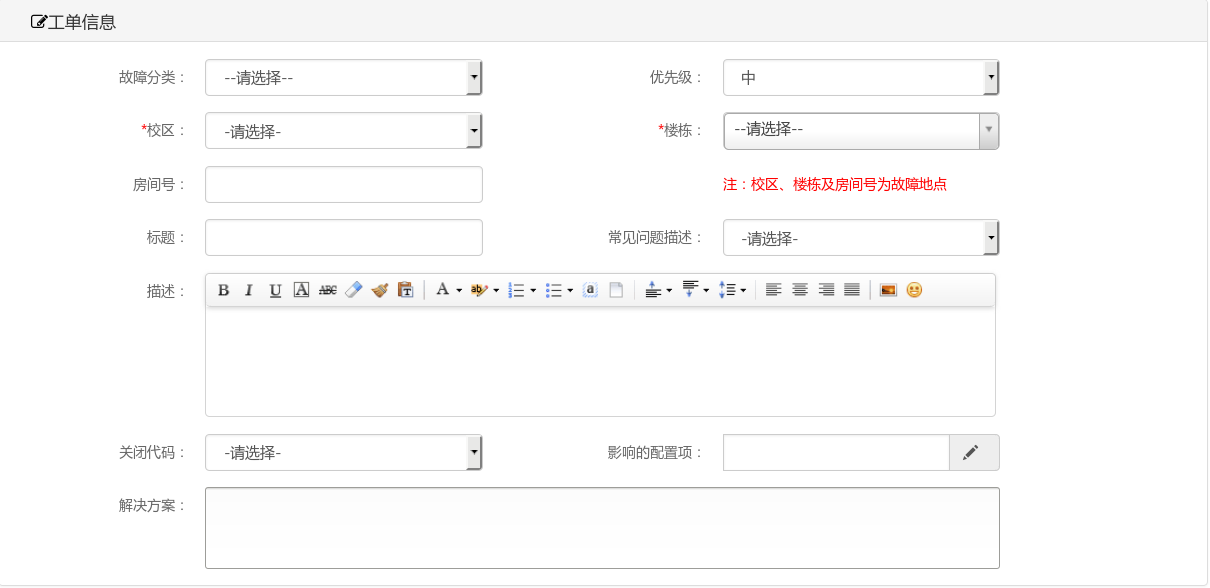 工单信息
故障分类： --请选择-- 优先级： 中
*校区： -请选择- *楼栋： --请选择--
房间号： 注：校区、楼栋及房间号为故障地点
标题： 常见问题描述： -请选择-
描述： B I U A ABC T A ab a
关闭代码： -请选择- 影响的配置项：
解决方案：